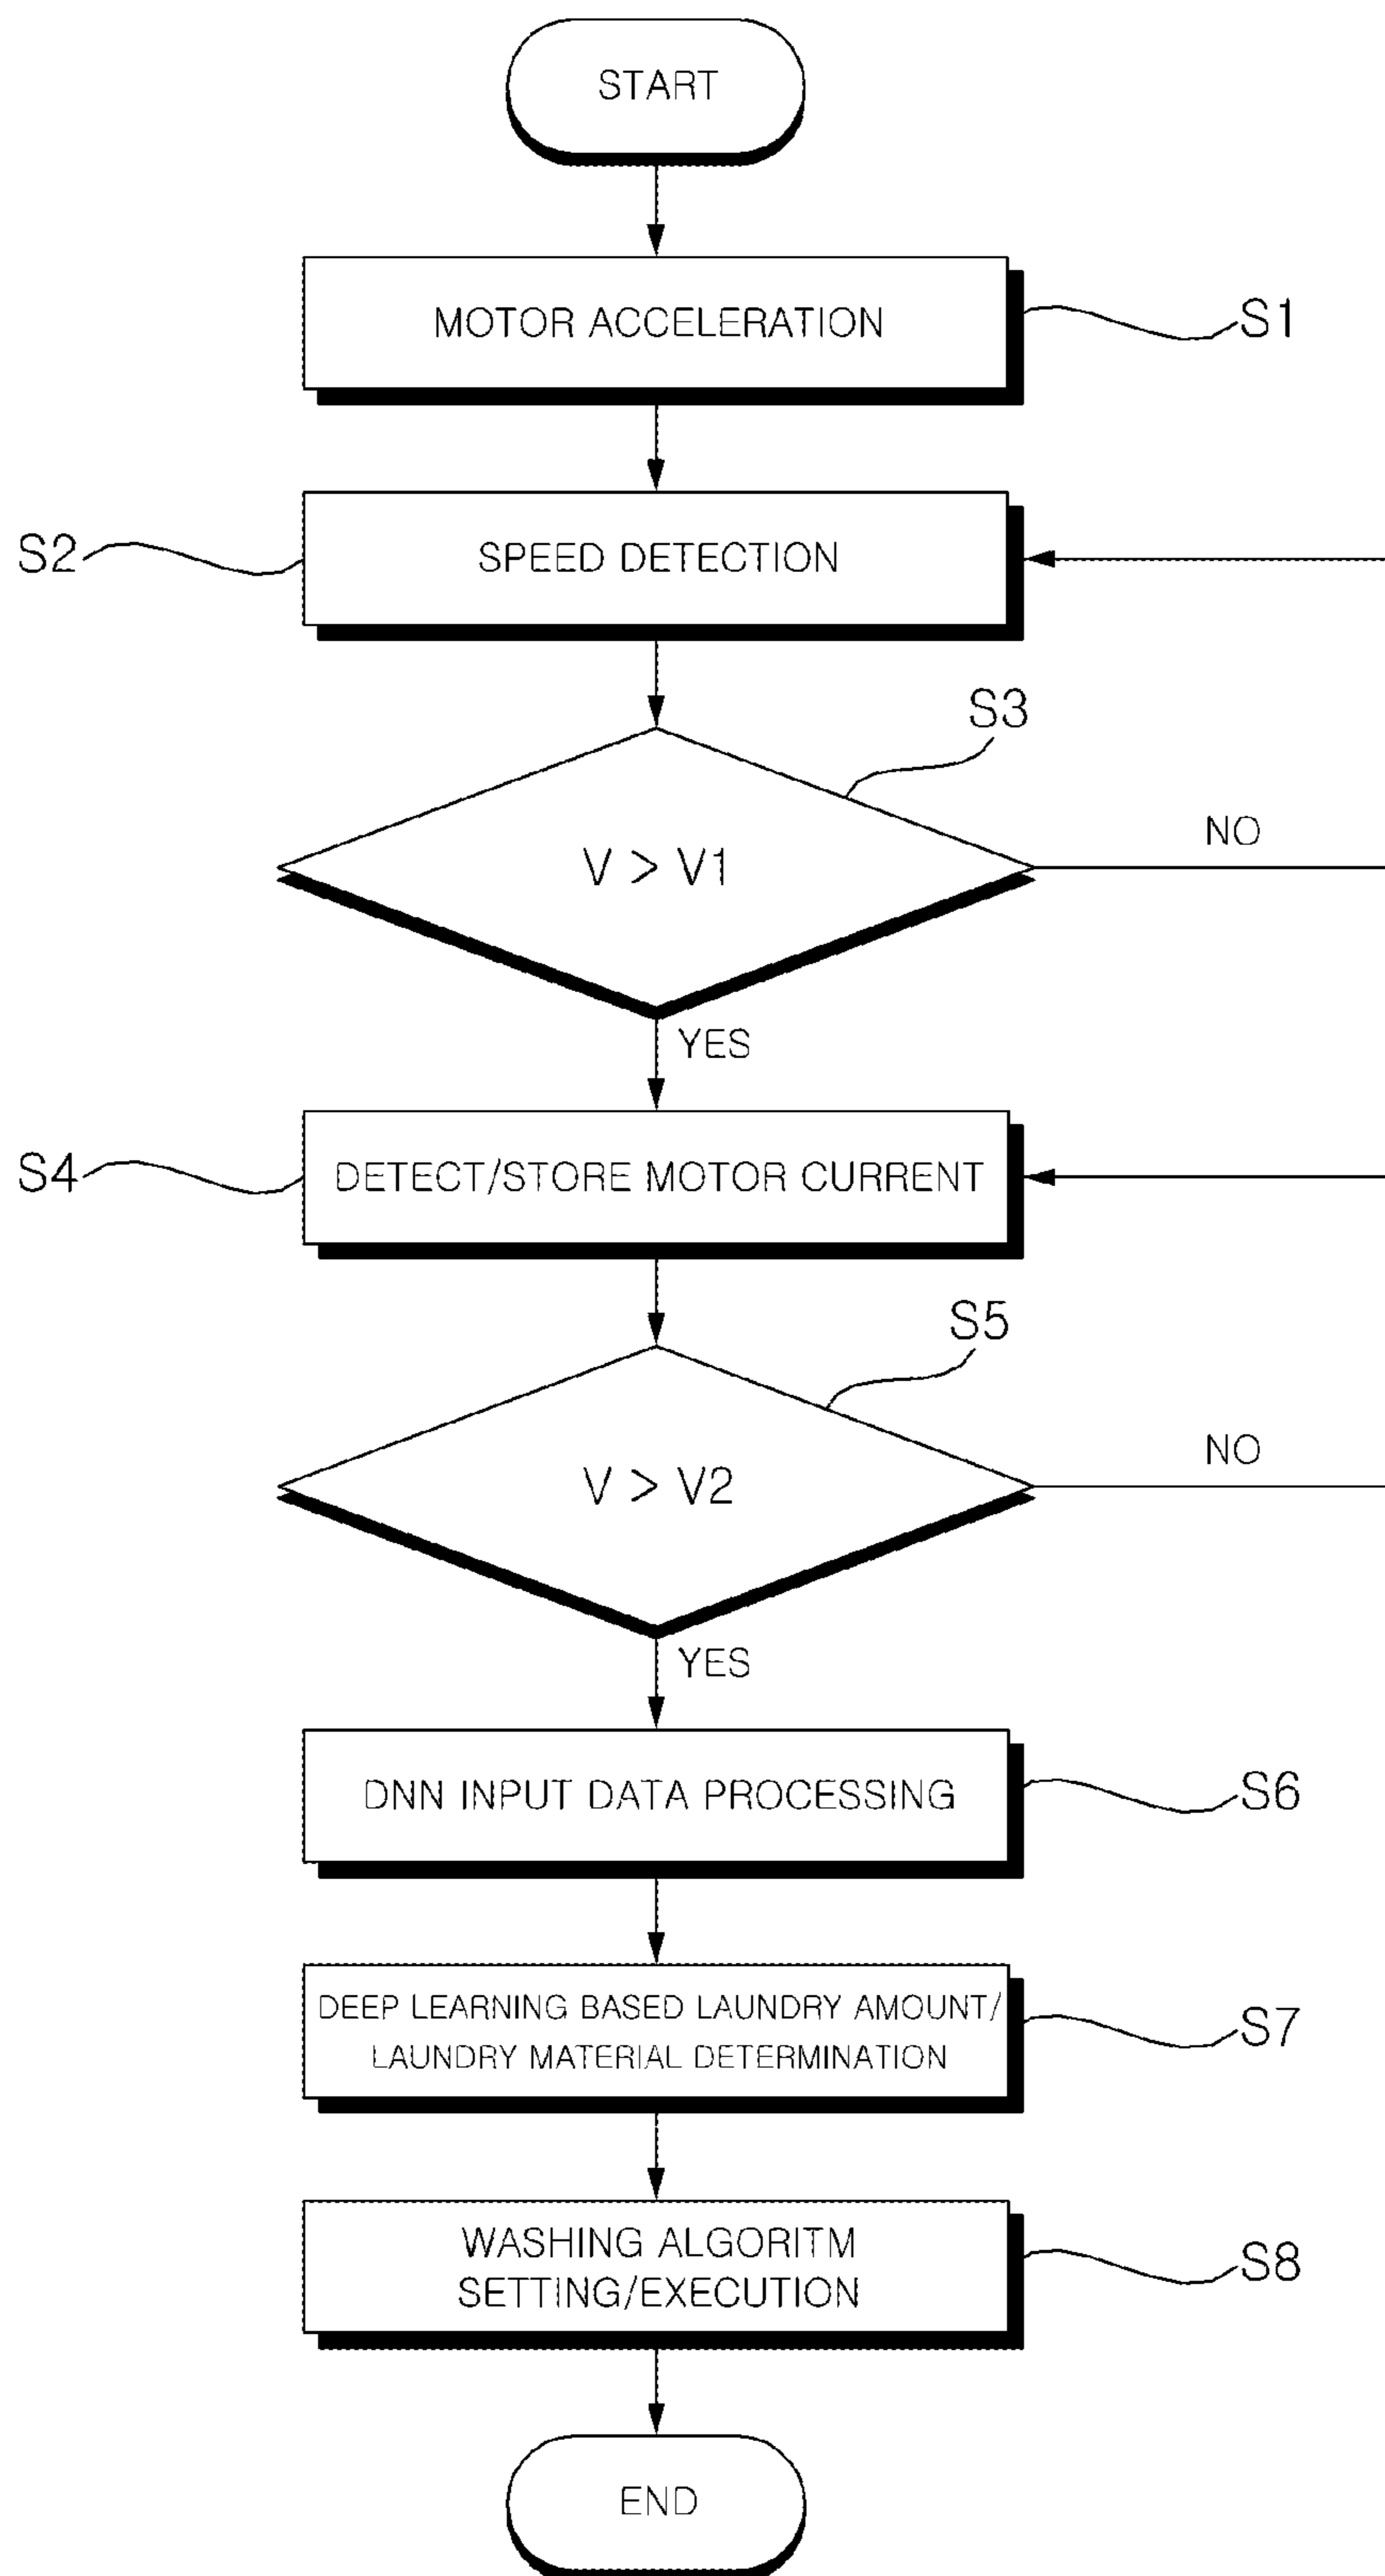 START
MOTOR ACCELERATION
S1
S2
SPEED DETECTION
S3
V > V1
NO
YES
S4
DETECT/STORE MOTOR CURRENT
S5
V > V2
NO
YES
DNN INPUT DATA PROCESSING
S6
DEEP LEARNING BASED LAUNDRY AMOUNT/
LAUNDRY MATERIAL DETERMINATION
S7
WASHING ALGORITM
SETTING/EXECUTION
S8
END